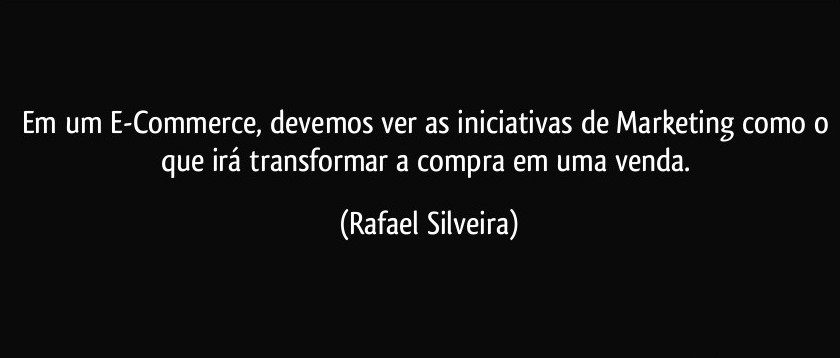 Em um E-Commerce, devemos ver as iniciativas de Marketing como o
que irá transformar a compra em uma venda.
(Rafael Silveira)